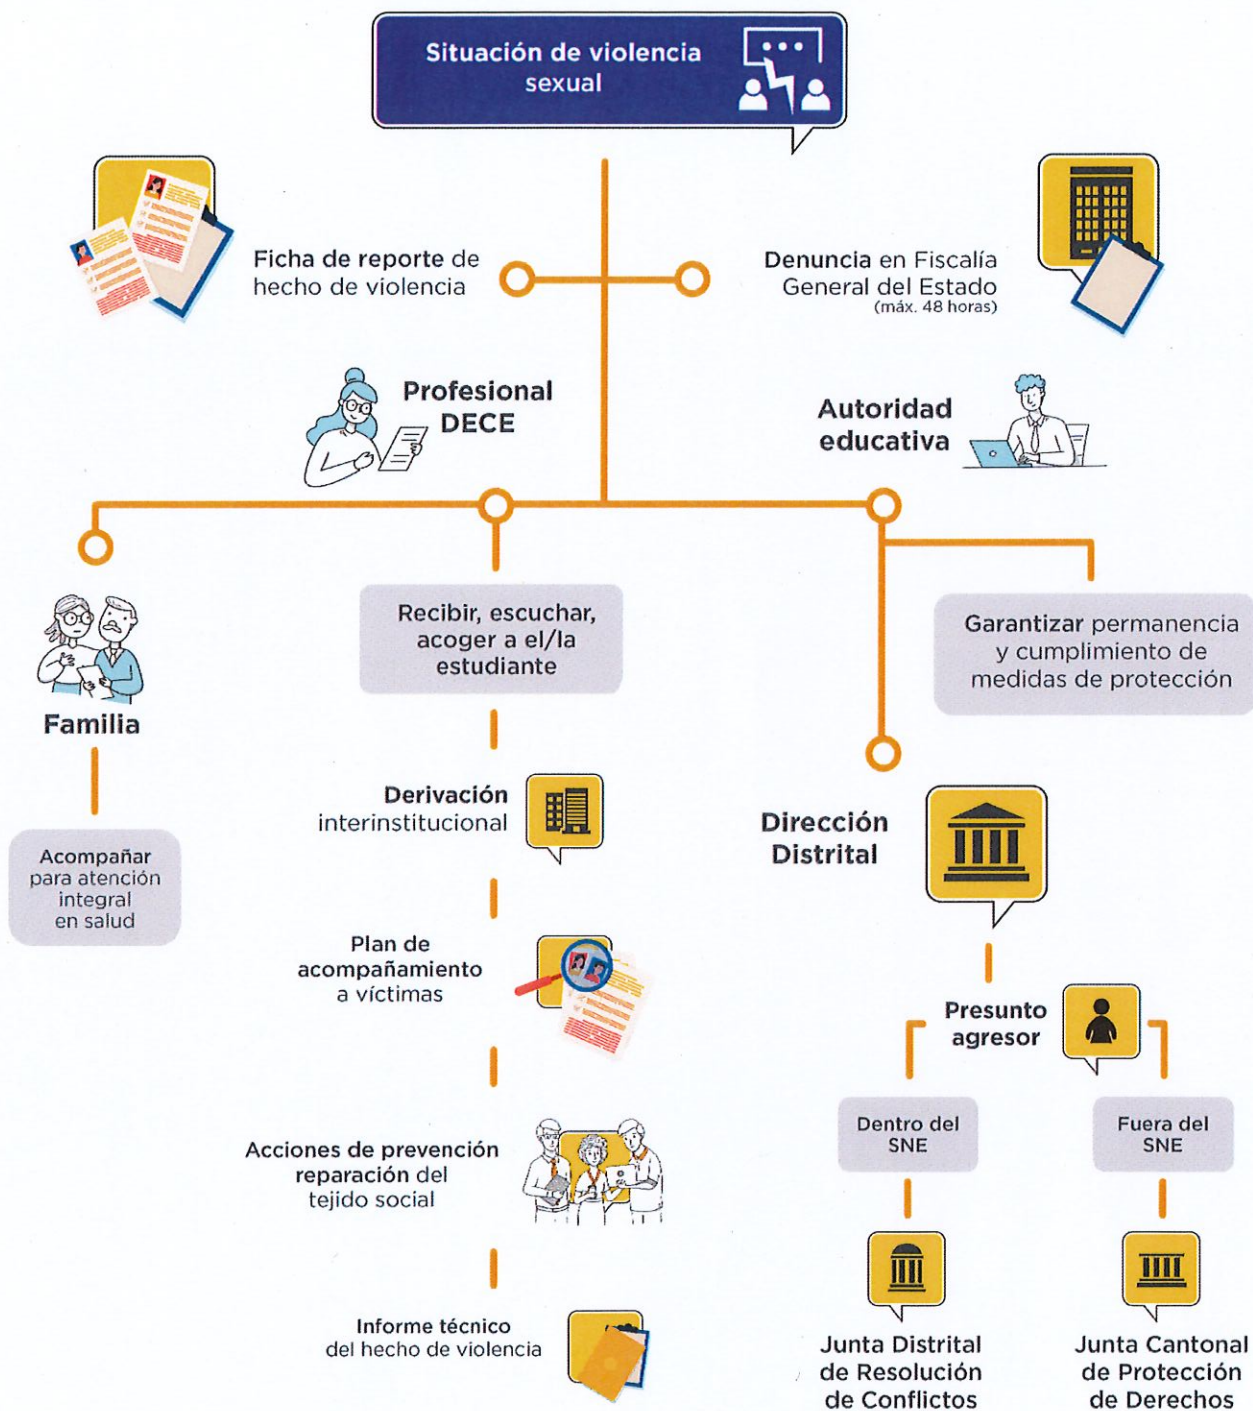 Situación de violencia
sexual
Ficha de reporte de
hecho de violencia
Denuncia en Fiscalía
General del Estado
(máx. 48 horas)
Profesional
DECE
Autoridad
educativa
Familia
Acompañar
para atención
integral
en salud
Recibir, escuchar,
acoger a el/la
estudiante
Derivación
interinstitucional
Plan de
acompañamiento
a víctimas
Acciones de prevención
reparación del
tejido social
Informe técnico
del hecho de violencia
Garantizar permanencia
y cumplimiento de
medidas de protección
Dirección
Distrital
Presunto
agresor
Dentro del
SNE
Fuera del
SNE
Junta Distrital
de Resolución
de Conflictos
Junta Cantonal
de Protección
de Derechos